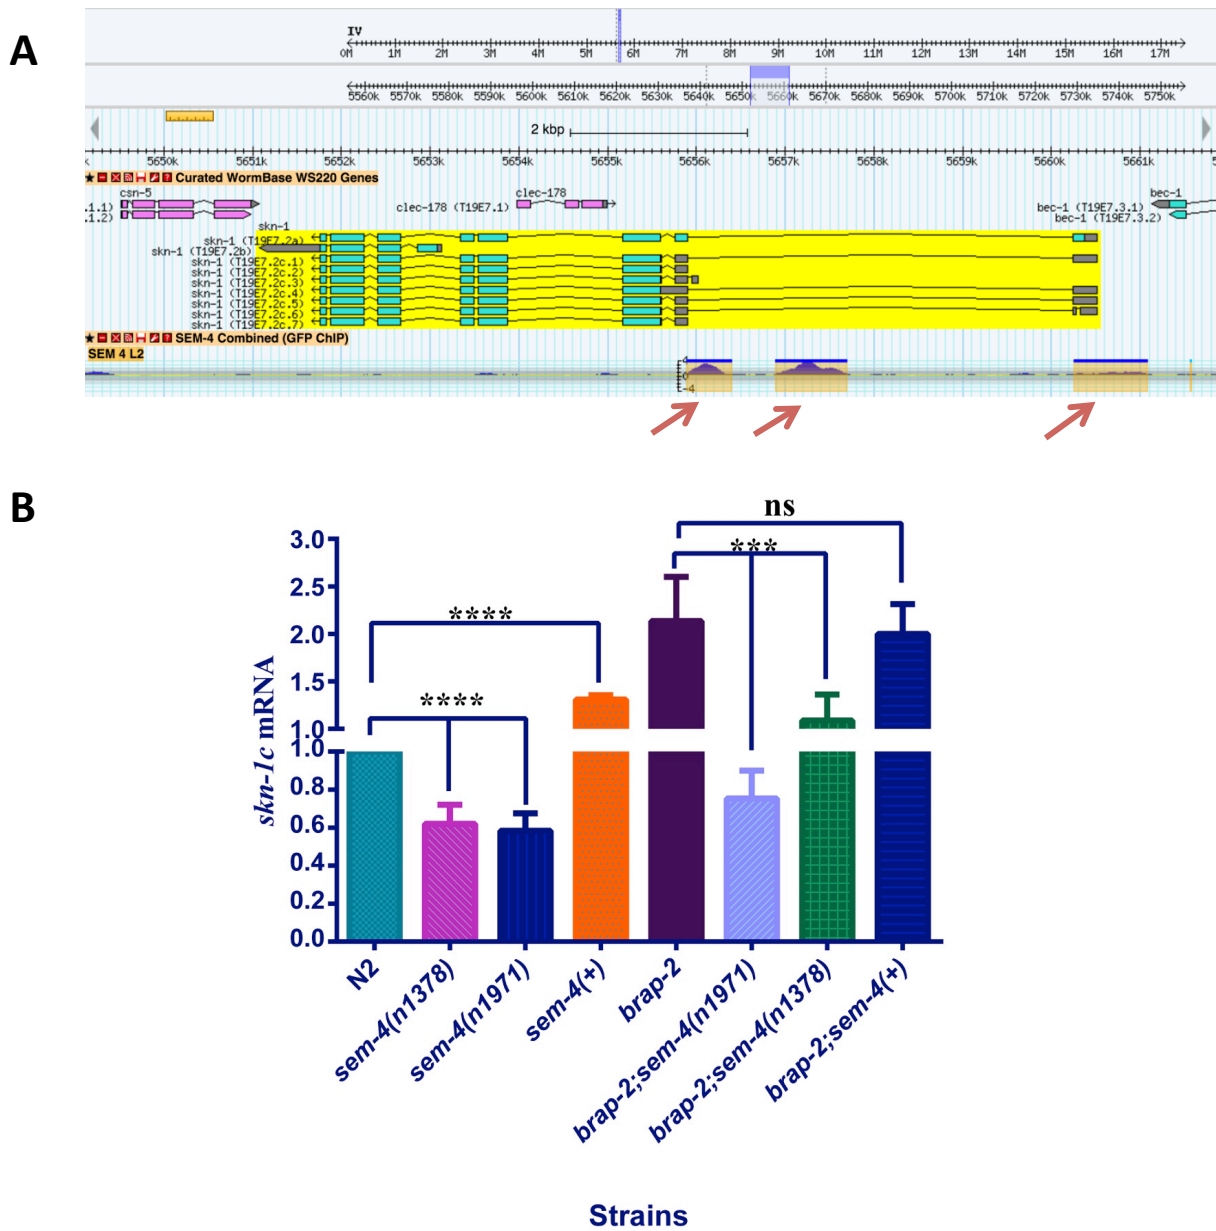 A
IV
0M 1M 2M 3M 4M 5M 6M 7M 8M 9M 10M 11M 12M 13M 14M 15M 16M 17M
5560k 5570k 5580k 5590k 5600k 5610k 5620k 5630k 5640k 5650k 5660k 5670k 5680k 5690k 5700k 5710k 5720k 5730k 5740k 5750k
2 kbp
k 5650k 5651k 5652k 5653k 5654k 5655k 5656k 5657k 5658k 5659k 5660k 5661k
Curated WormBase WS220 Genes
csn-5 clec-178 bec-1
.1.1) clec-178 (T19E7.1) bec-1 (T19E7.3.1)
.1.2) bec-1 (T19E7.3.2)
skn-1
skn-1 (T19E7.2a)
skn-1 (T19E7.2b)
skn-1 (T19E7.2c.1)
skn-1 (T19E7.2c.2)
skn-1 (T19E7.2c.3)
skn-1 (T19E7.2c.4)
skn-1 (T19E7.2c.5)
skn-1 (T19E7.2c.6)
skn-1 (T19E7.2c.7)
SEM-4 Combined (GFP ChIP)
SEM 4 L2
4
0
-4
B
ns
3.0
***
2.5
****
2.0
1.5
****
1.0
1.0
0.8
0.6
0.4
0.2
0.0
skn-1c mRNA
N2
sem-4(n1378)
sem-4(n1971)
sem-4(+)
brap-2
brap-2;sem-4(n1971)
brap-2;sem-4(n1378)
brap-2;sem-4(+)
Strains